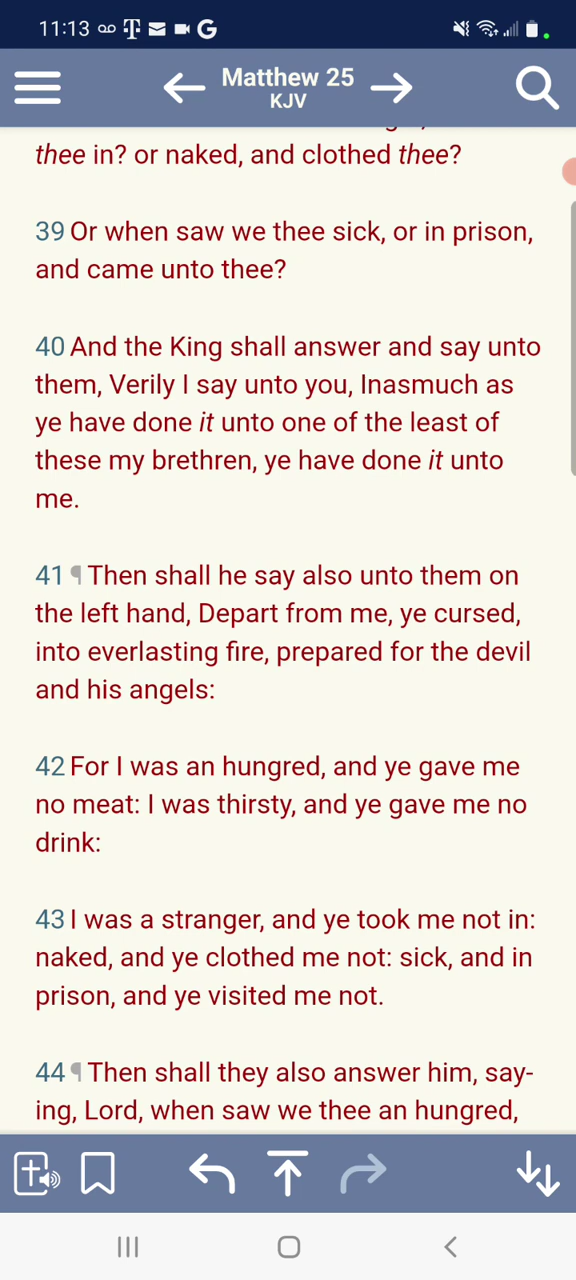 11:13
Matthew 25
KJV
thee in? or naked, and clothed thee?
39 Or when saw we thee sick, or in prison,
and came unto thee?
40 And the King shall answer and say unto
them, Verily I say unto you, Inasmuch as
ye have done it unto one of the least of
these my brethren, ye have done it unto
me.
41 ¶ Then shall he say also unto them on
the left hand, Depart from me, ye cursed,
into everlasting fire, prepared for the devil
and his angels:
42 For I was an hungred, and ye gave me
no meat: I was thirsty, and ye gave me no
drink:
43 I was a stranger, and ye took me not in:
naked, and ye clothed me not: sick, and in
prison, and ye visited me not.
44 ¶ Then shall they also answer him, say-
ing, Lord, when saw we thee an hungred,